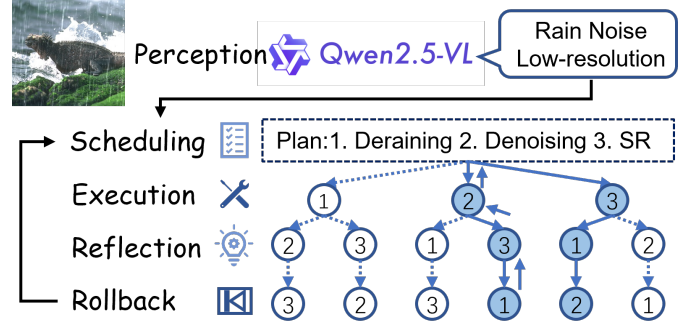 Perception
Qwen2.5-VL
Rain Noise
Low-resolution
Scheduling
Plan:1. Deraining 2. Denoising 3. SR
Execution
1 2 3
Reflection
2 3 1 3 1 2
Rollback
3 2 3 1 2 1